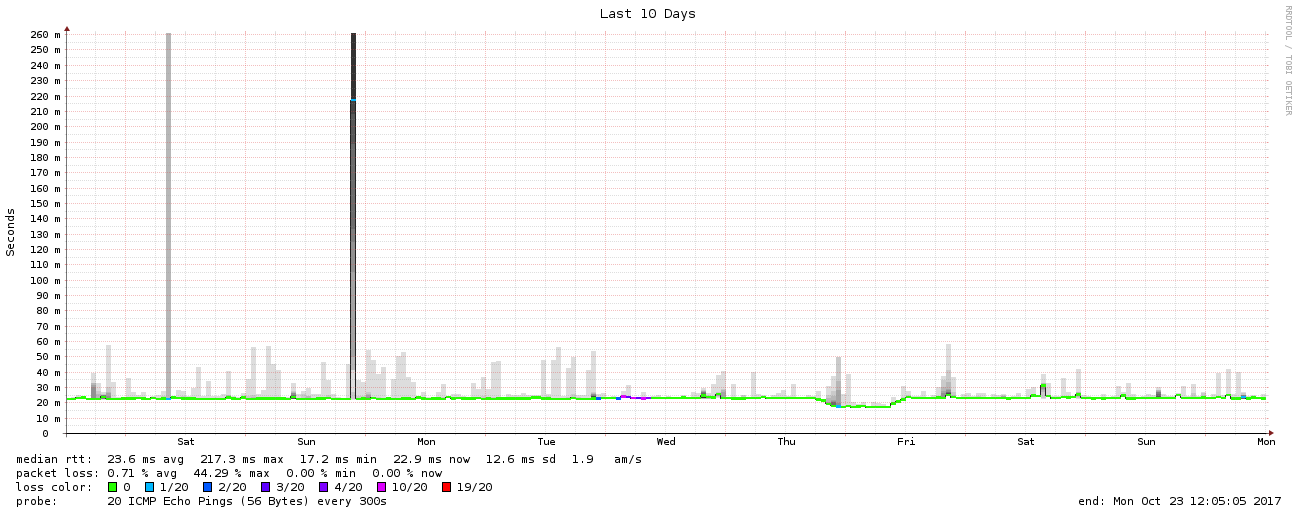 Last 10 Days
RRDTOOL / TOBI OETIKER
Seconds
260 m
250 m
260 m
240 m
230 m
220 m
210 m
200 m
190 m
180 m
170 m
160 m
150 m
140 m
130 m
120 m
110 m
100 m
90 m
80 m
70 m
60 m
50 m
40 m
30 m
20 m
10 m
0
Sat Sun Mon Tue Wed Thu Fri Sat Sun Mon
median rtt: 23.6 ms avg 217.3 ms max 17.2 ms min 22.9 ms now 12.6 ms sd 1.9 am/s
packet loss: 0.71 % avg 44.29 % max 0.00 % min 0.00 % now
loss color: 0 1/20 2/20 3/20 4/20 10/20 19/20
probe: 20 ICMP Echo Pings (56 Bytes) every 300s end: Mon Oct 23 12:05:05 2017